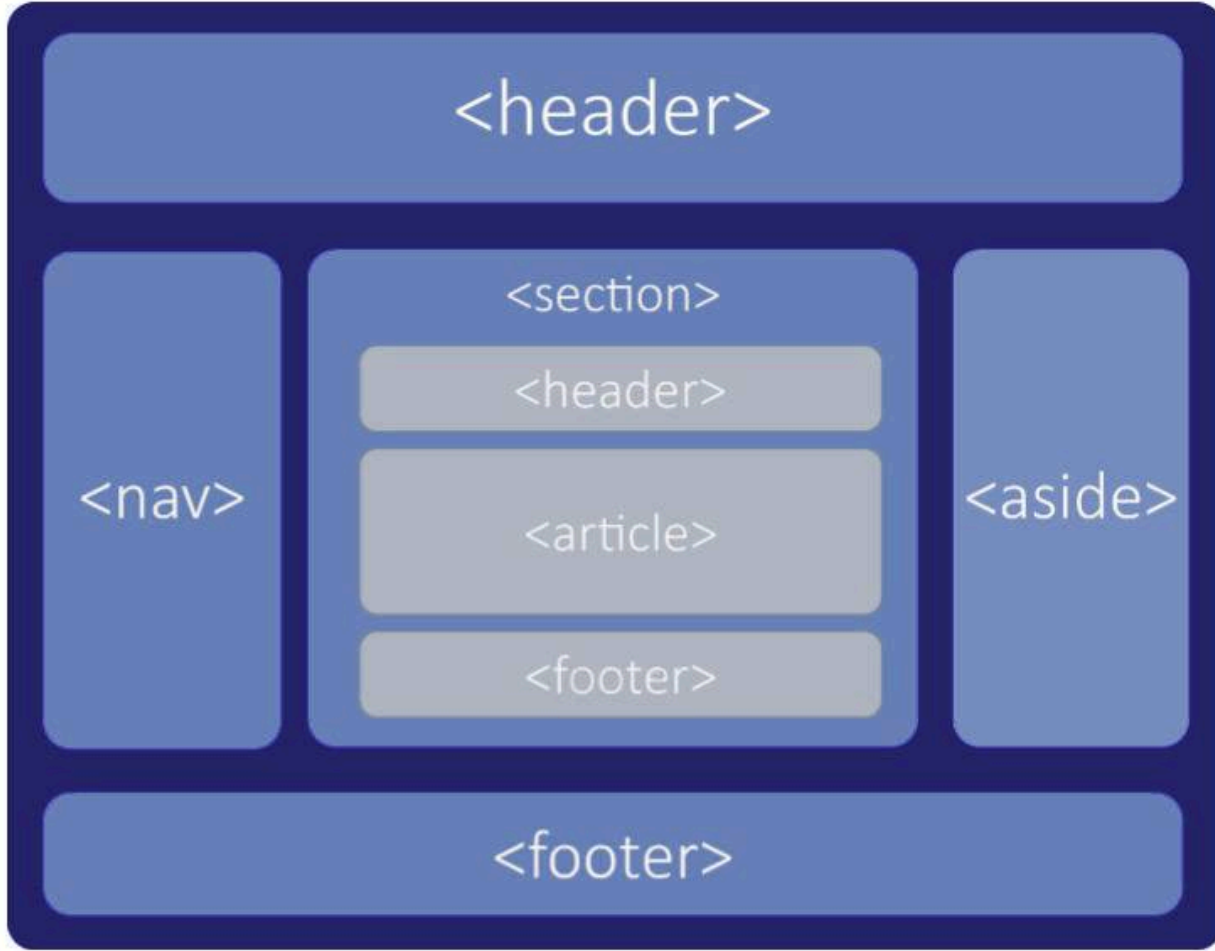 <header>
<nav>
<section>
<header>
<article>
<footer>
<aside>
<footer>